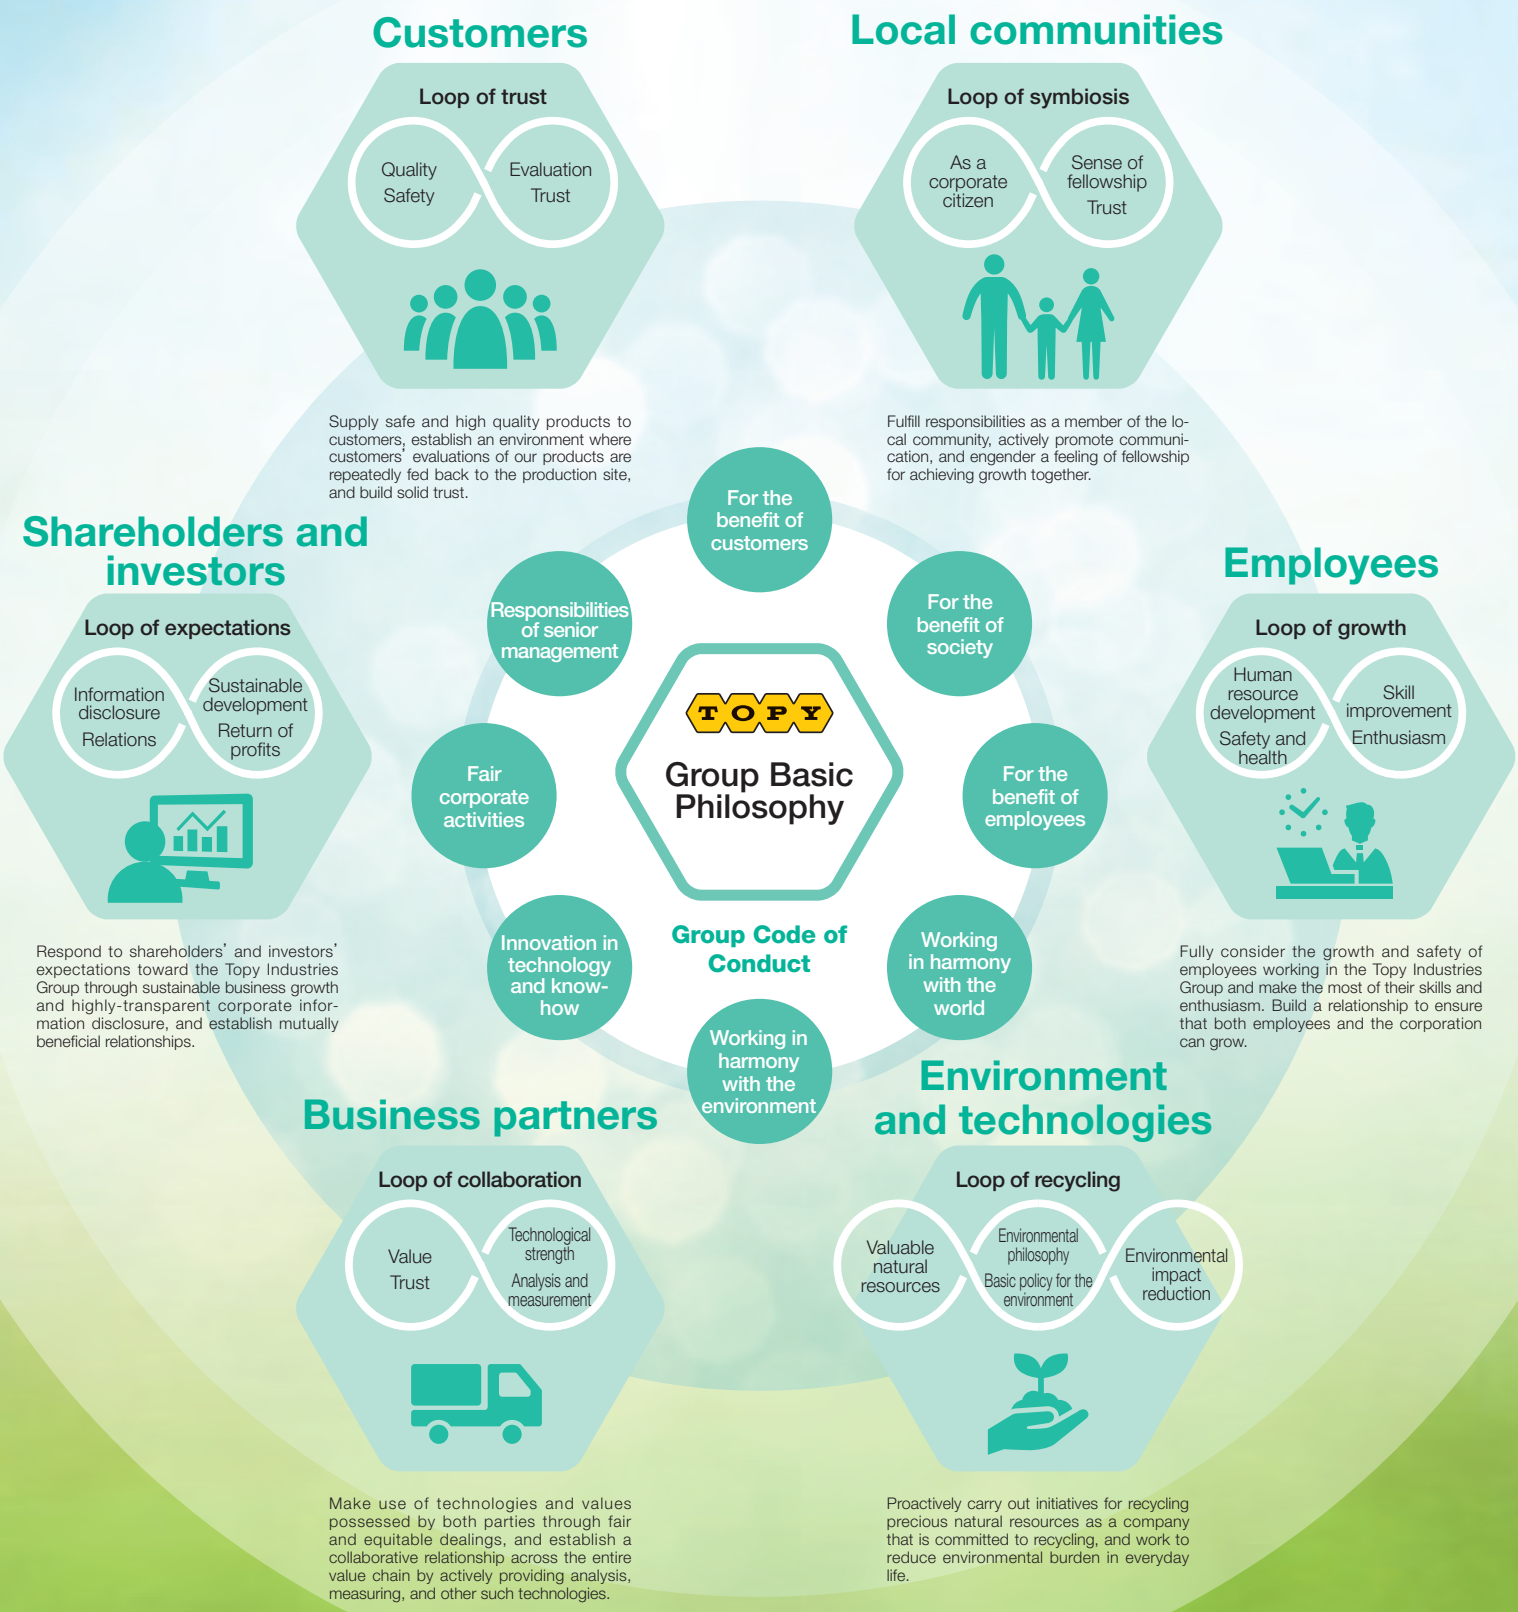 Customers
Loop of trust
Quality
Safety
Evaluation
Trust
Supply safe and high quality products to
customers, establish an environment where
customers' evaluations of our products are
repeatedly fed back to the production site,
and build solid trust.
Local communities
Loop of symbiosis
As a
corporate
citizen
Sense of
fellowship
Trust
Fulfill responsibilities as a member of the lo-
cal community, actively promote communi-
cation, and engender a feeling of fellowship
for achieving growth together.
Shareholders and
investors
Loop of expectations
Information
disclosure
Relations
Sustainable
development
Return of
profits
Respond to shareholders' and investors'
expectations toward the Topy Industries
Group through sustainable business growth
and highly-transparent corporate infor-
mation disclosure, and establish mutually
beneficial relationships.
For the
benefit of
customers
For the
benefit of
society
For the
benefit of
employees
Working
in harmony
with the
world
Working in
harmony
with the
environment
Innovation in
technology
and know-
how
Fair
corporate
activities
Responsibilities
of senior
management
TOPY
Group Basic
Philosophy
Group Code of
Conduct
Employees
Loop of growth
Human
resource
development
Safety and
health
Skill
improvement
Enthusiasm
Fully consider the growth and safety of
employees working in the Topy Industries
Group and make the most of their skills and
enthusiasm. Build a relationship to ensure
that both employees and the corporation
can grow.
Business partners
Loop of collaboration
Value
Trust
Technological
strength
Analysis and
measurement
Make use of technologies and values
possessed by both parties through fair
and equitable dealings, and establish a
collaborative relationship across the entire
value chain by actively providing analysis,
measuring, and other such technologies.
Environment
and technologies
Loop of recycling
Valuable
natural
resources
Environmental
philosophy
Basic policy for the
environment
Environmental
impact
reduction
Proactively carry out initiatives for recycling
precious natural resources as a company
that is committed to recycling, and work to
reduce environmental burden in everyday
life.